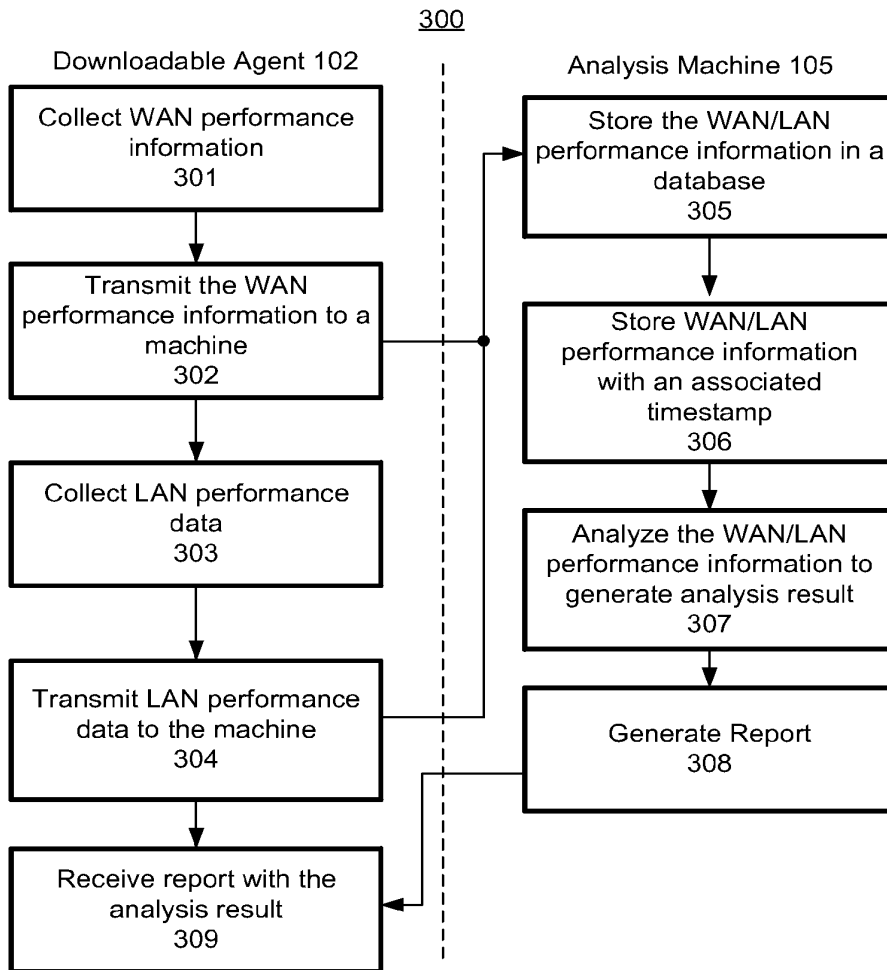 300
Downloadable Agent 102
Collect WAN performance
information
301
Transmit the WAN
performance information to a
machine
302
Collect LAN performance
data
303
Transmit LAN performance
data to the machine
304
Receive report with the
analysis result
309
Analysis Machine 105
Store the WAN/LAN
performance information in a
database
305
Store WAN/LAN
performance information
with an associated
timestamp
306
Analyze the WAN/LAN
performance information to
generate analysis result
307
Generate Report
308